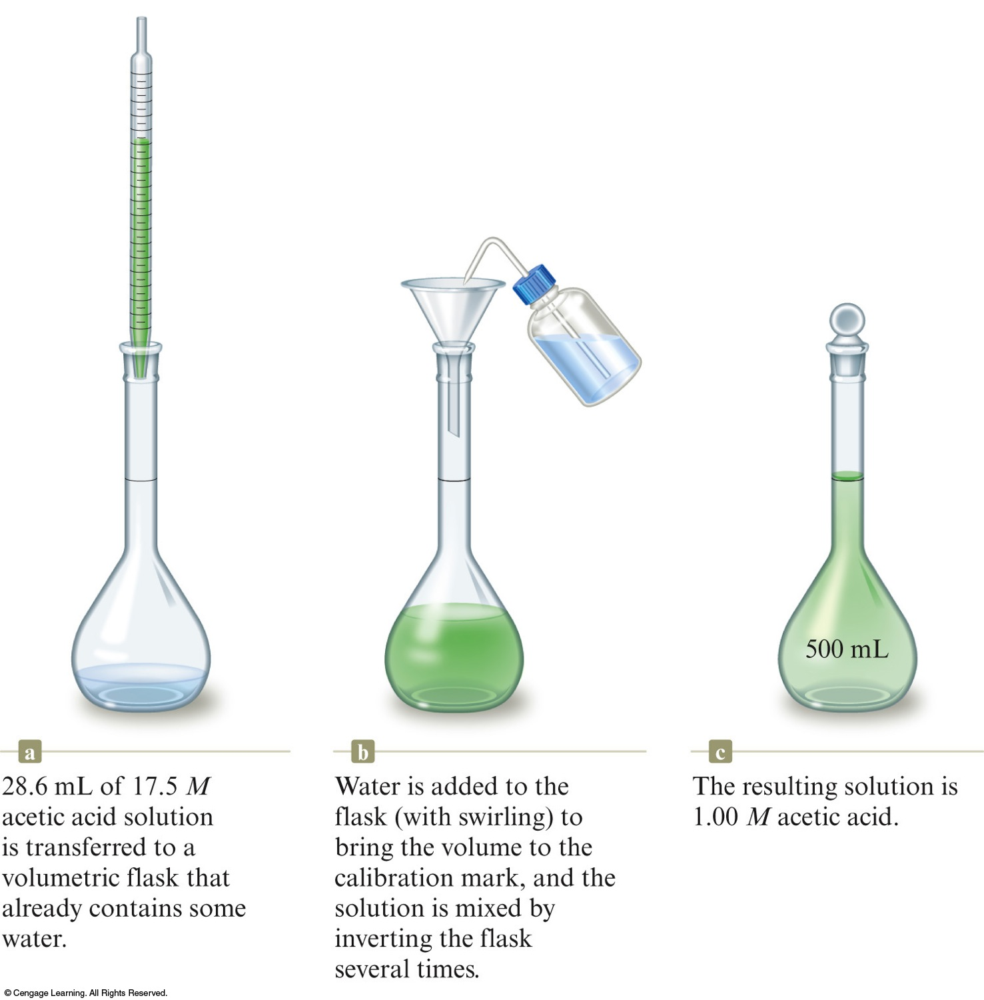 500 mL
a
28.6 mL of 17.5 M
acetic acid solution
is transferred to a
volumetric flask that
already contains some
water.
b
Water is added to the
flask (with swirling) to
bring the volume to the
calibration mark, and the
solution is mixed by
inverting the flask
several times.
c
The resulting solution is
1.00 M acetic acid.
© Cengage Learning. All Rights Reserved.